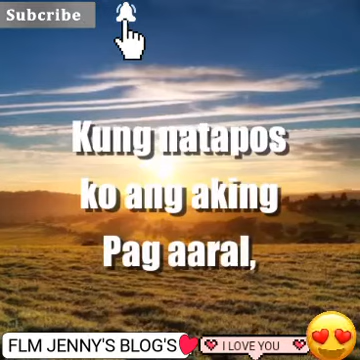 Subcribe
Kung natapos
ko ang aking
Pag aaral,
FLM JENNY'S BLOG'S
I LOVE YOU